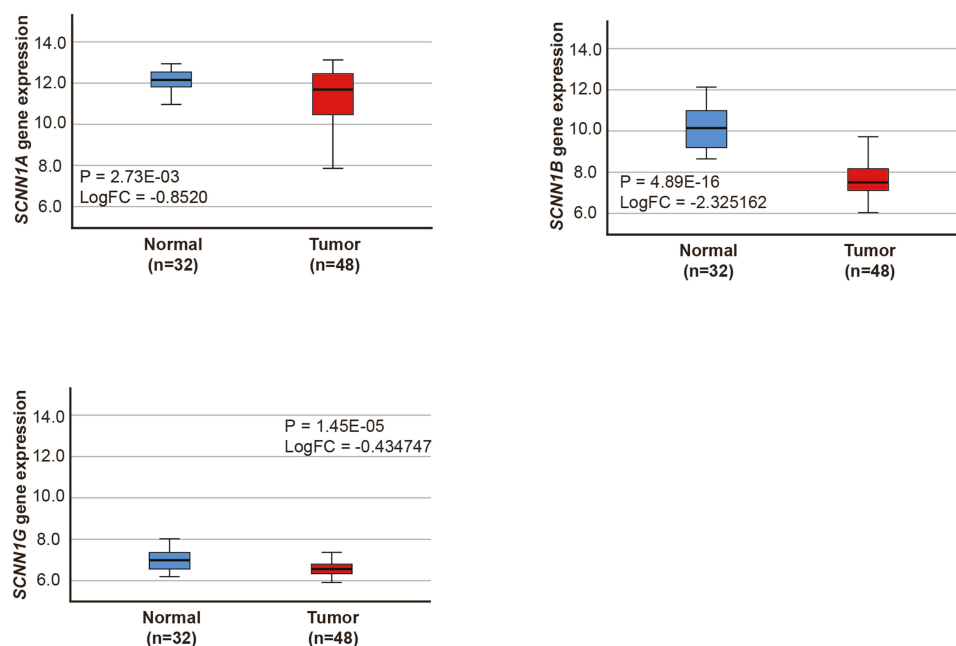 SCNN1A gene expression
14.0
12.0
10.0
8.0
6.0
P = 2.73E-03
LogFC = -0.8520
Normal
(n=32)
Tumor
(n=48)
SCNN1B gene expression
14.0
12.0
10.0
8.0
6.0
P = 4.89E-16
LogFC = -2.325162
Normal
(n=32)
Tumor
(n=48)
SCNN1G gene expression
14.0
12.0
10.0
8.0
6.0
P = 1.45E-05
LogFC = -0.434747
Normal
(n=32)
Tumor
(n=48)